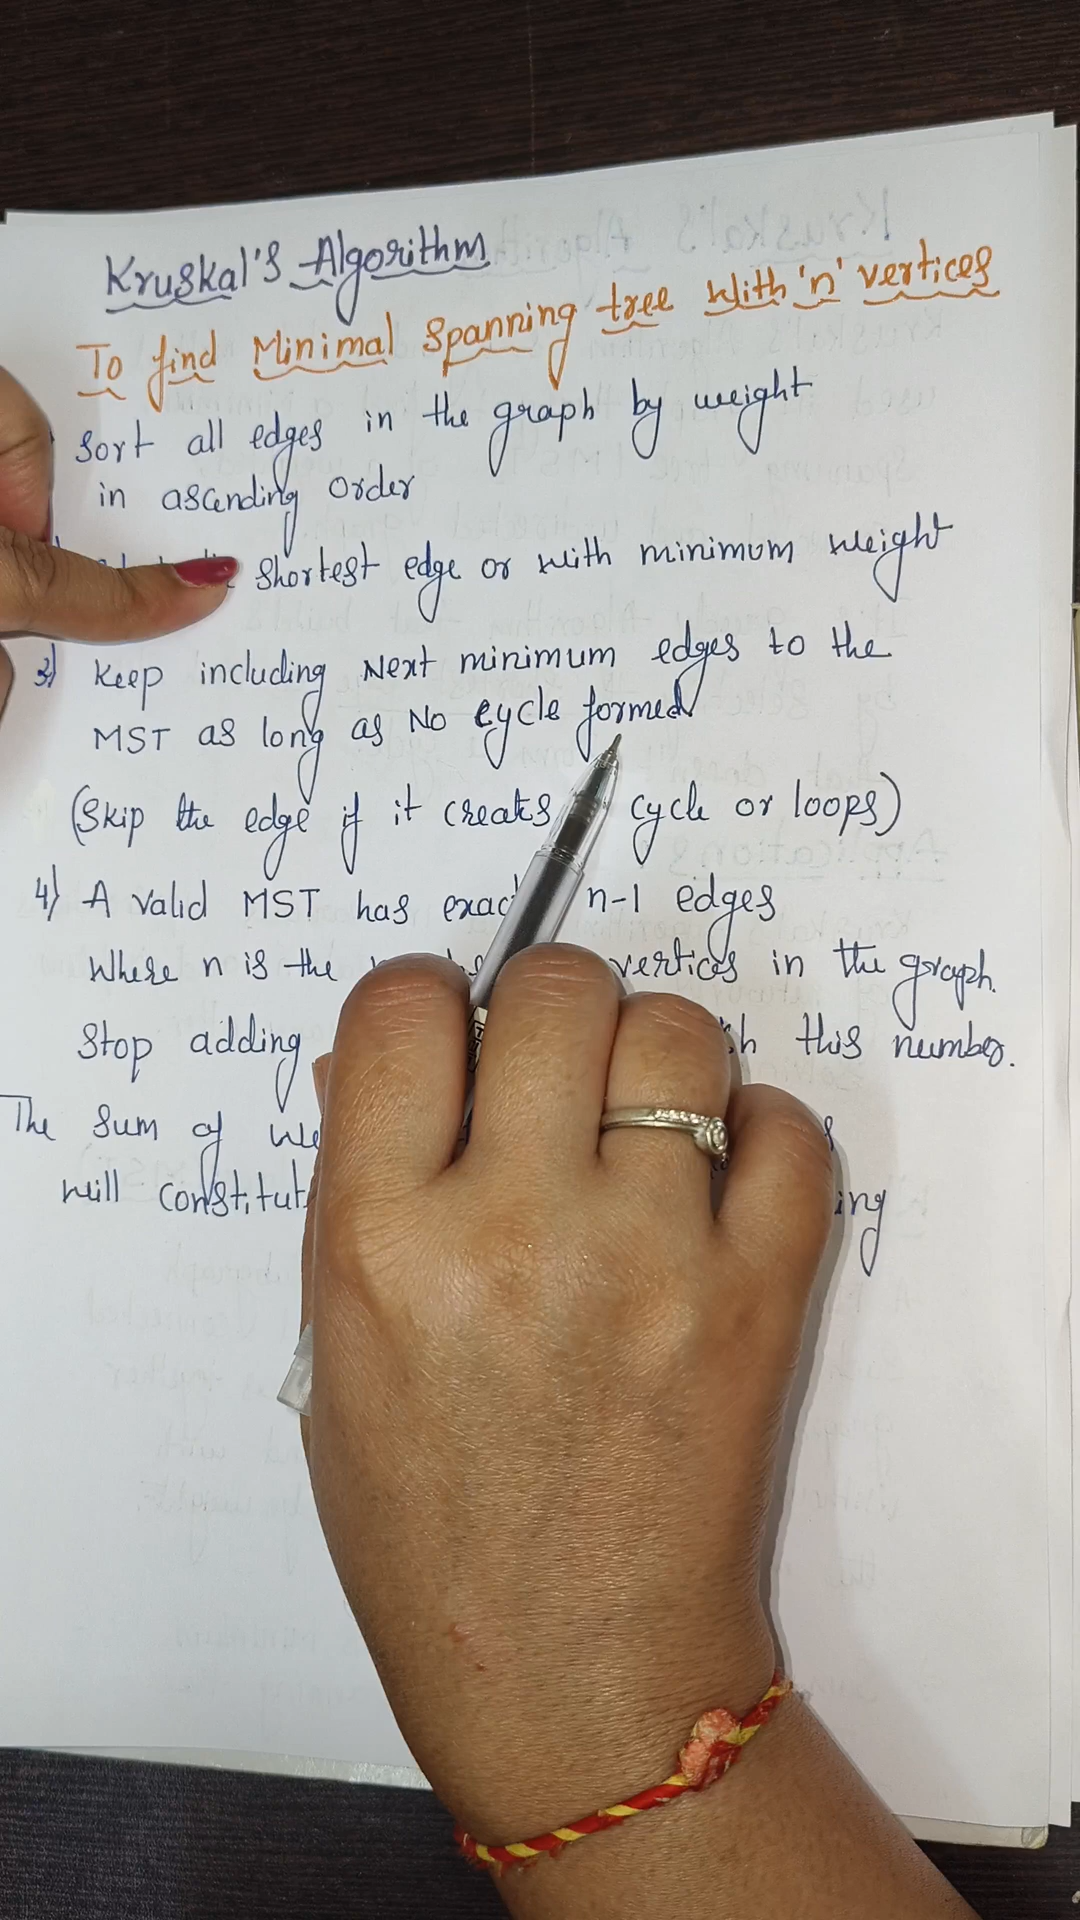 Kruskal's Algorithm
To find Minimal Spanning tree With 'n' vertices
Sort all edges in the graph by weight
in ascending order
shortest edge or with minimum weight
3) Keep including Next minimum edges to the
MST as long as No cycle formed
(Skip the edge if it creats cycle or loops)
4) A valid MST has n-1 edges
Where n is the vertices in the graph.
Stop adding this number.
The Sum of
will